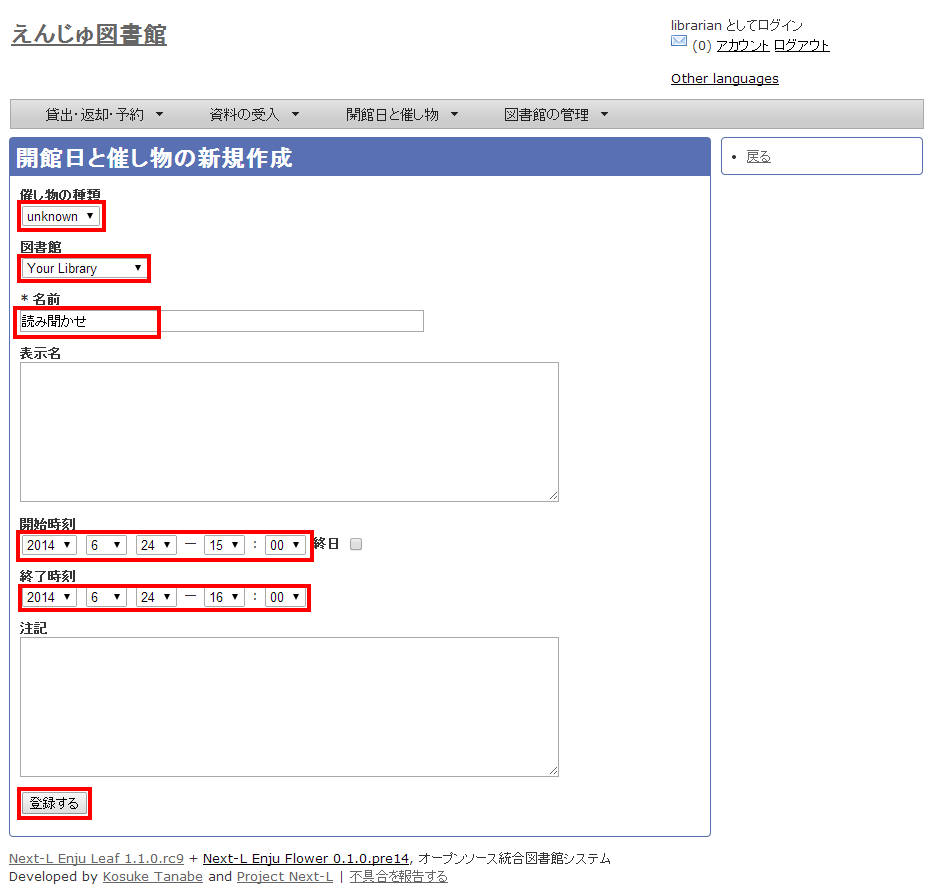 えんじゅ図書館
librarian としてログイン
(0) アカウント ログアウト
Other languages
貸出・返却・予約 ▼ 資料の受入 ▼ 開館日と催し物 ▼ 図書館の管理 ▼
開館日と催し物の新規作成
• 戻る
催し物の種類
unknown ▼
図書館
Your Library ▼
* 名前
読み聞かせ
表示名
開始時刻
2014 ▼ 6 ▼ 24 ▼ — 15 ▼ : 00 ▼ 終日
終了時刻
2014 ▼ 6 ▼ 24 ▼ — 16 ▼ : 00 ▼
注記
登録する
Next-L Enju Leaf 1.1.0.rc9 + Next-L Enju Flower 0.1.0.pre14, オープンソース統合図書館システム
Developed by Kosuke Tanabe and Project Next-L | 不具合を報告する